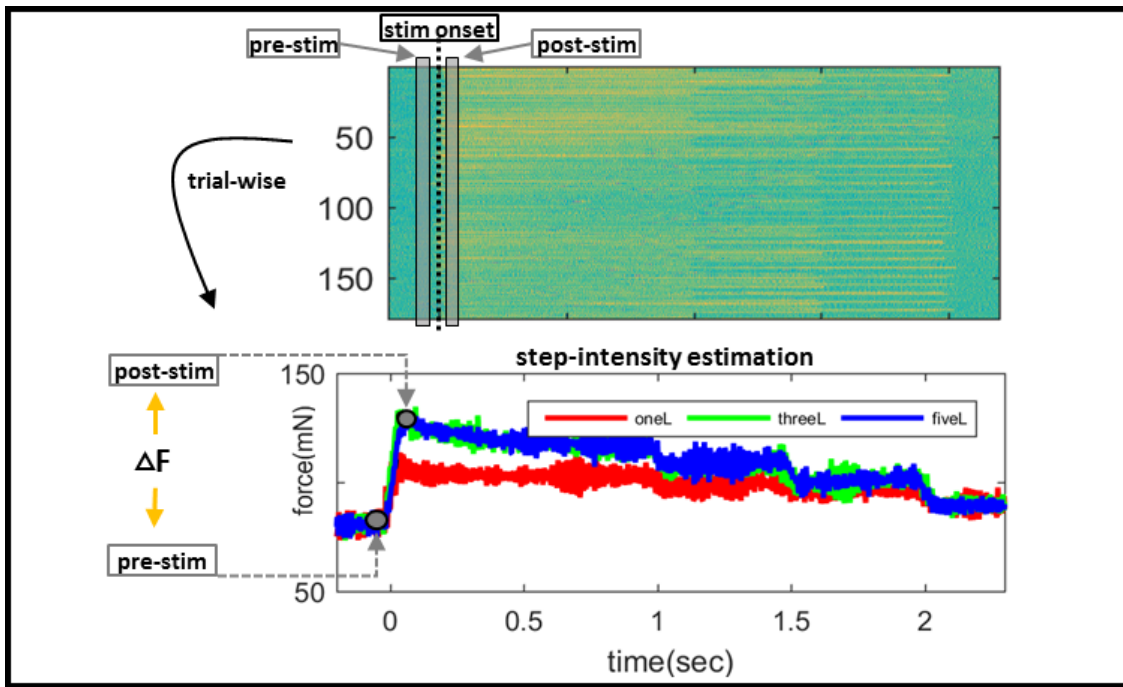 stim onset
pre-stim
post-stim
50
100
150
trial-wise
step-intensity estimation
post-stim
ΔF
pre-stim
150
50
force(mN)
oneL
threeL
fiveL
0
0.5
1
1.5
2
time(sec)